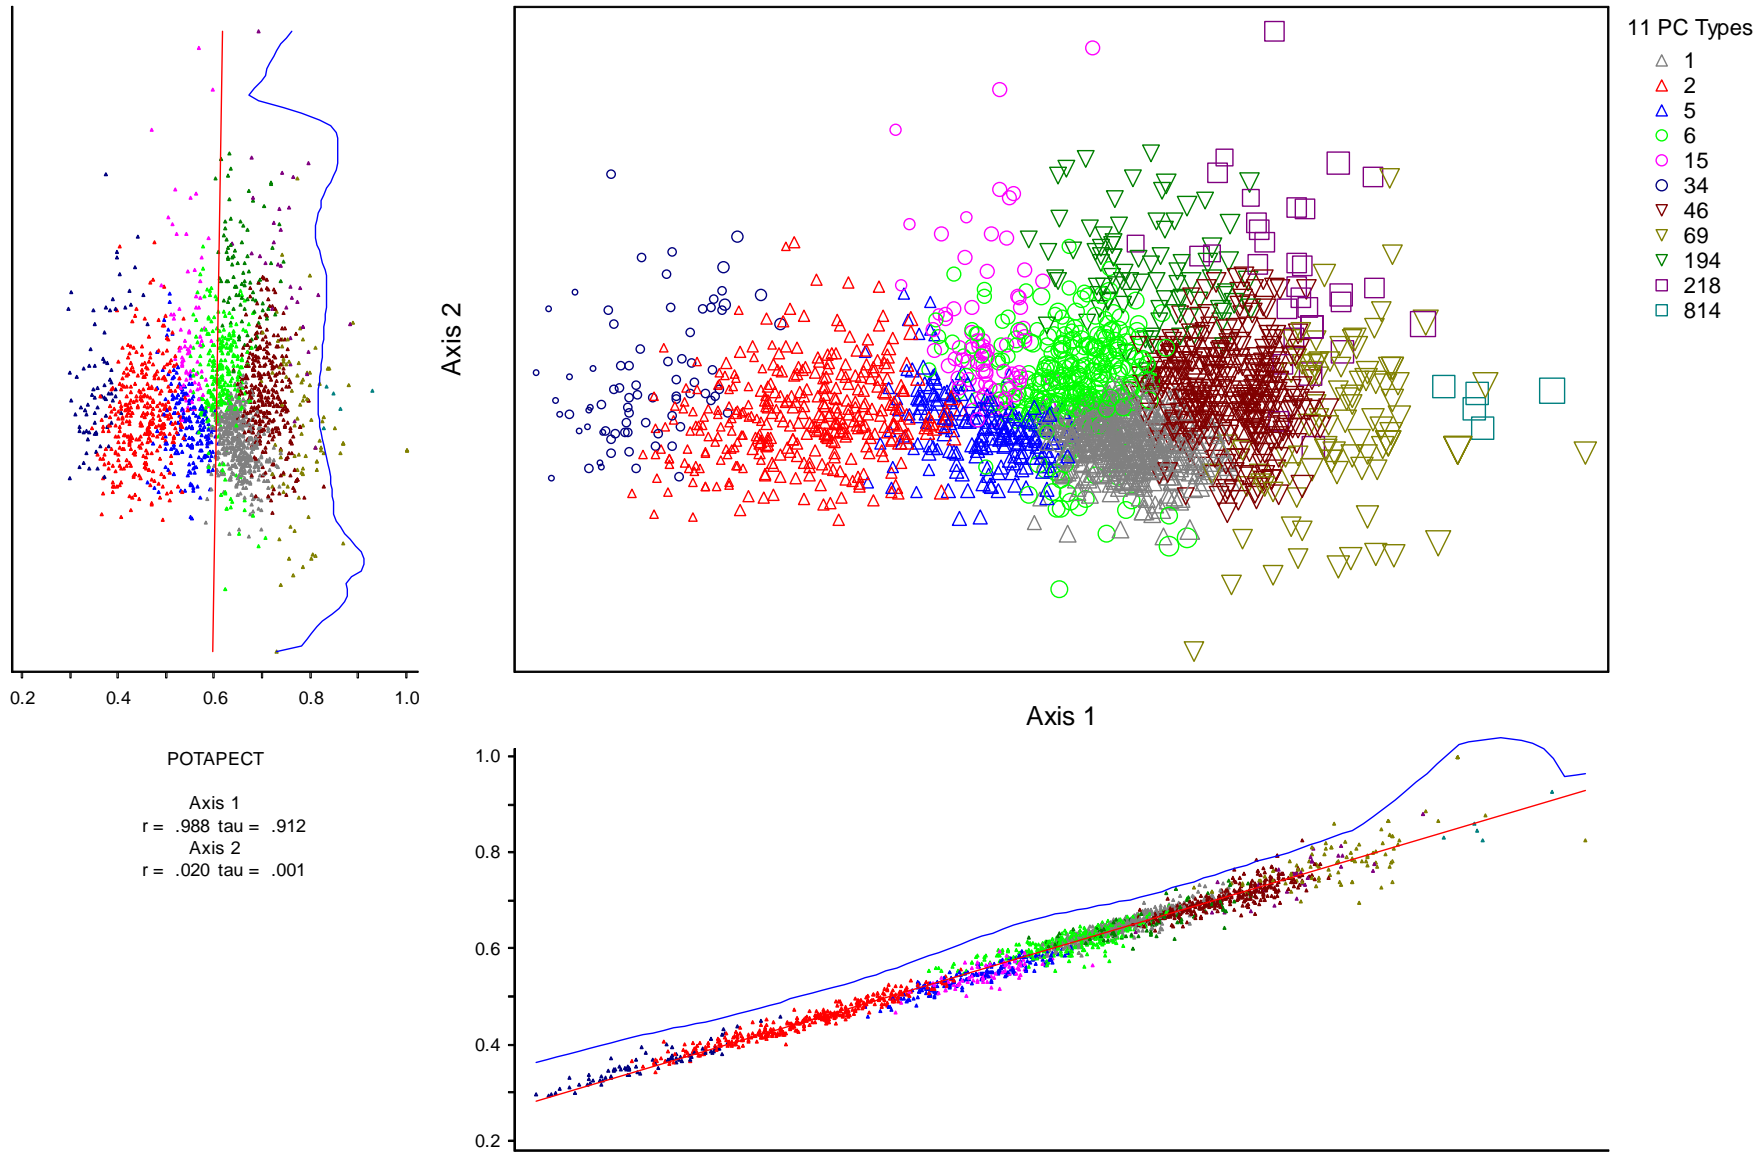 11 PC Types
1
2
5
6
15
34
46
69
194
218
814
Axis 2
0.2 0.4 0.6 0.8 1.0
Axis 1
POTAPECT
Axis 1
r = .988 tau = .912
Axis 2
r = .020 tau = .001
1.0
0.8
0.6
0.4
0.2